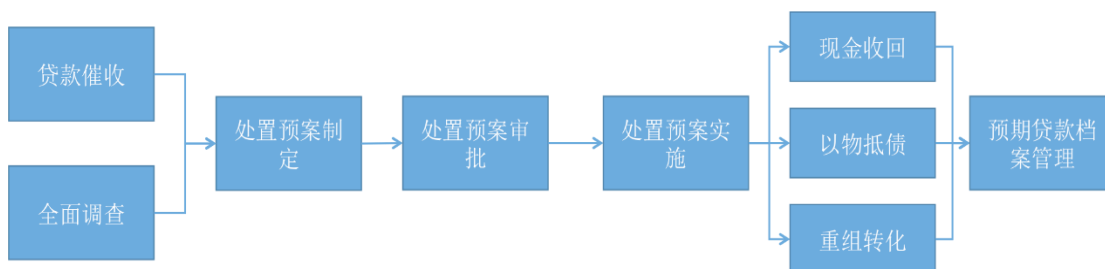 贷款催收
全面调查
处置预案制
定
处置预案审
批
处置预案实
施
现金收回
以物抵债
重组转化
预期贷款档
案管理